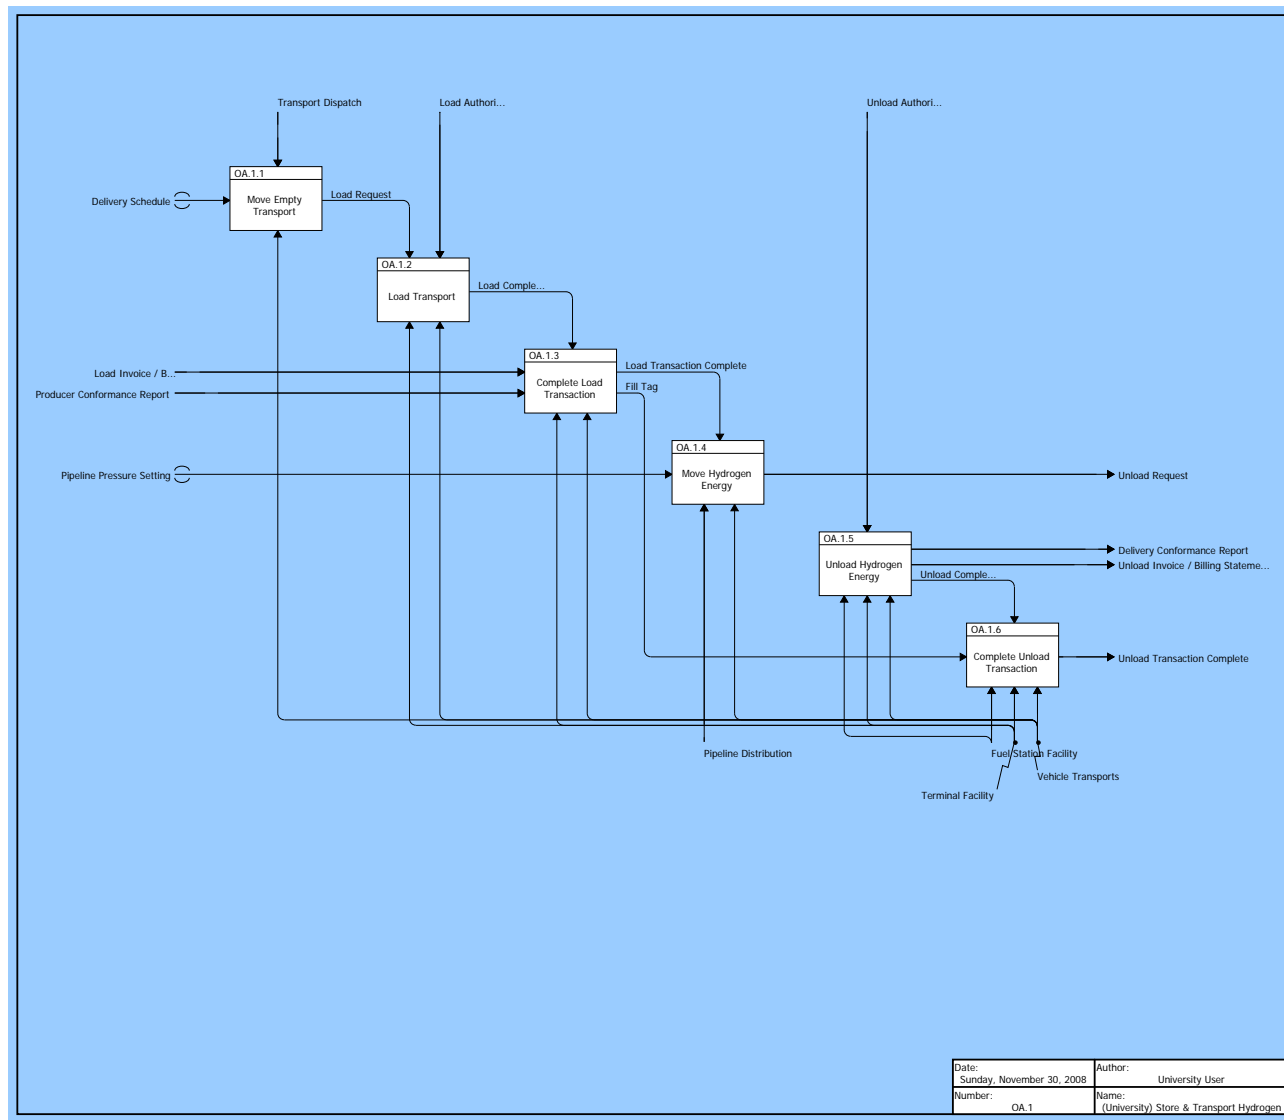 Transport Dispatch
Load Authori...
Unload Authori...
OA.1.1
Move Empty
Transport
Delivery Schedule
Load Request
OA.1.2
Load Transport
Load Comple...
OA.1.3
Complete Load
Transaction
Load Invoice / B...
Producer Conformance Report
Load Transaction Complete
Fill Tag
OA.1.4
Move Hydrogen
Energy
Pipeline Pressure Setting
Unload Request
OA.1.5
Unload Hydrogen
Energy
Delivery Conformance Report
Unload Invoice / Billing Stateme...
Unload Comple...
OA.1.6
Complete Unload
Transaction
Unload Transaction Complete
Pipeline Distribution
Fuel Station Facility
Vehicle Transports
Terminal Facility
Date:
Sunday, November 30, 2008
Author:
University User
Number:
OA.1
Name:
(University) Store & Transport Hydrogen